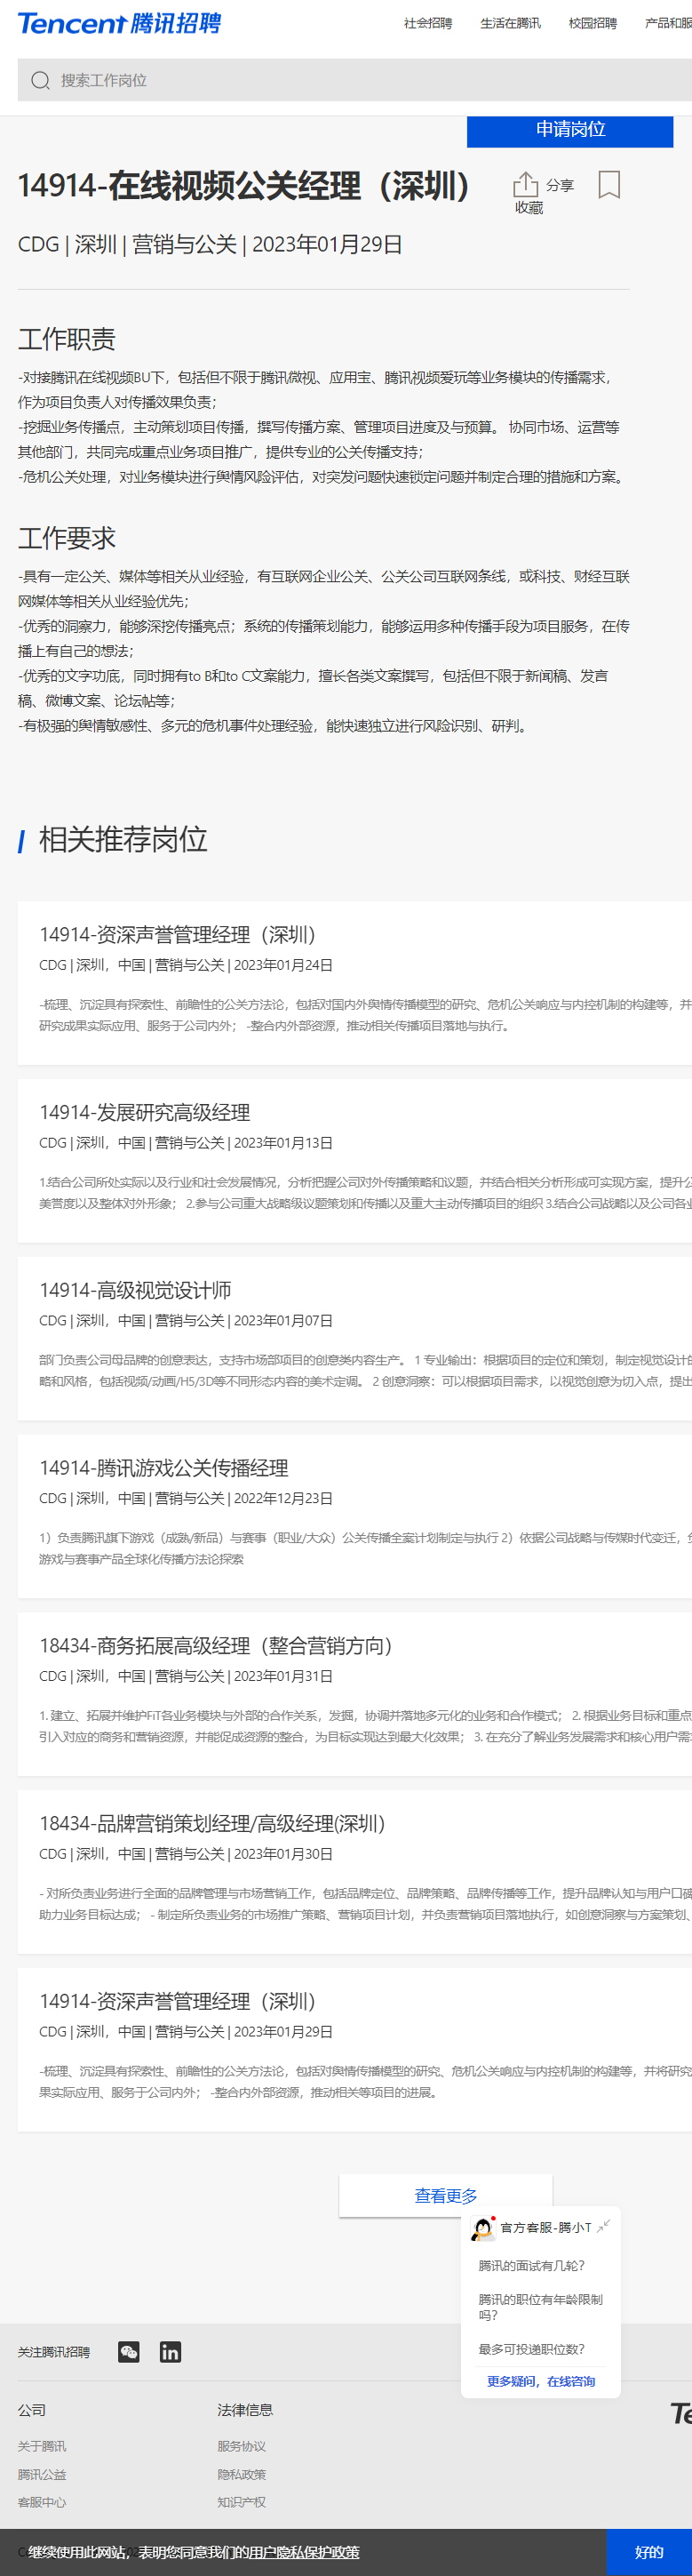 Tencent 腾讯招聘
社会招聘 生活在腾讯 校园招聘 产品和服
搜索工作岗位
申请岗位
14914-在线视频公关经理（深圳）
分享
收藏
CDG | 深圳 | 营销与公关 | 2023年01月29日
工作职责
-对接腾讯在线视频BU下，包括但不限于腾讯微视、应用宝、腾讯视频爱玩等业务模块的传播需求，
作为项目负责人对传播效果负责；
-挖掘业务传播点，主动策划项目传播，撰写传播方案、管理项目进度及与预算。 协同市场、运营等
其他部门，共同完成重点业务项目推广，提供专业的公关传播支持；
-危机公关处理，对业务模块进行舆情风险评估，对突发问题快速锁定问题并制定合理的措施和方案。
工作要求
-具有一定公关、媒体等相关从业经验，有互联网企业公关、公关公司互联网条线，或科技、财经互联
网媒体等相关从业经验优先；
-优秀的洞察力，能够深挖传播亮点；系统的传播策划能力，能够运用多种传播手段为项目服务，在传
播上有自己的想法；
-优秀的文字功底，同时拥有to B和to C文案能力，擅长各类文案撰写，包括但不限于新闻稿、发言
稿、微博文案、论坛帖等；
-有极强的舆情敏感性、多元的危机事件处理经验，能快速独立进行风险识别、研判。
相关推荐岗位
14914-资深声誉管理经理（深圳）
CDG | 深圳，中国 | 营销与公关 | 2023年01月24日
-梳理、沉淀具有探索性、前瞻性的公关方法论，包括对国内外舆情传播模型的研究、危机公关响应与内控机制的构建等，并
研究成果实际应用、服务于公司内外； -整合内外部资源，推动相关传播项目落地与执行。
14914-发展研究高级经理
CDG | 深圳，中国 | 营销与公关 | 2023年01月13日
1.结合公司所处实际以及行业和社会发展情况，分析把握公司对外传播策略和议题，并结合相关分析形成可实现方案，提升公
美誉度以及整体对外形象； 2.参与公司重大战略级议题策划和传播以及重大主动传播项目的组织 3.结合公司战略以及公司各业
14914-高级视觉设计师
CDG | 深圳，中国 | 营销与公关 | 2023年01月07日
部门负责公司母品牌的创意表达，支持市场部项目的创意类内容生产。 1 专业输出：根据项目的定位和策划，制定视觉设计的
略和风格，包括视频/动画/H5/3D等不同形态内容的美术定调。 2 创意洞察：可以根据项目需求，以视觉创意为切入点，提出
14914-腾讯游戏公关传播经理
CDG | 深圳，中国 | 营销与公关 | 2022年12月23日
1）负责腾讯旗下游戏（成熟/新品）与赛事（职业/大众）公关传播全案计划制定与执行 2）依据公司战略与传媒时代变迁，负
游戏与赛事产品全球化传播方法论探索
18434-商务拓展高级经理（整合营销方向）
CDG | 深圳，中国 | 营销与公关 | 2023年01月31日
1. 建立、拓展并维护FiT各业务模块与外部的合作关系，发掘，协调并落地多元化的业务和合作模式； 2. 根据业务目标和重点
引入对应的商务和营销资源，并能促成资源的整合，为目标实现达到最大化效果； 3. 在充分了解业务发展需求和核心用户需求
18434-品牌营销策划经理/高级经理(深圳）
CDG | 深圳，中国 | 营销与公关 | 2023年01月30日
- 对所负责业务进行全面的品牌管理与市场营销工作，包括品牌定位、品牌策略、品牌传播等工作，提升品牌认知与用户口碑
助力业务目标达成； - 制定所负责业务的市场推广策略、营销项目计划，并负责营销项目落地执行，如创意洞察与方案策划、
14914-资深声誉管理经理（深圳）
CDG | 深圳，中国 | 营销与公关 | 2023年01月29日
-梳理、沉淀具有探索性、前瞻性的公关方法论，包括对舆情传播模型的研究、危机公关响应与内控机制的构建等，并将研究
果实际应用、服务于公司内外； -整合内外部资源，推动相关等项目的进展。
查看更多
官方客服-腾小T
腾讯的面试有几轮？
腾讯的职位有年龄限制
吗？
最多可投递职位数？
更多疑问，在线咨询
关注腾讯招聘
公司 法律信息
关于腾讯 服务协议
腾讯公益 隐私政策
客服中心 知识产权
继续使用此网站，表明您同意我们的用户隐私保护政策
好的